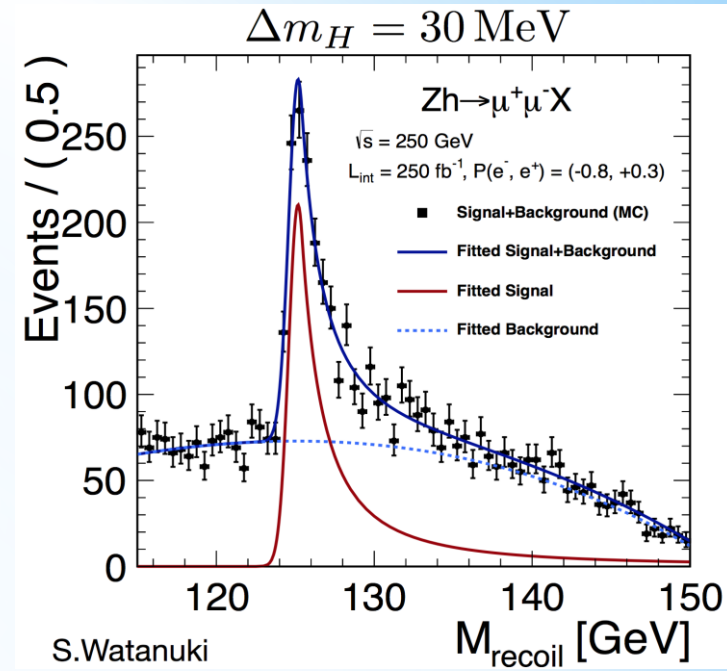 Δm_H = 30 MeV
Zh→μ⁺μ⁻X
√s = 250 GeV
L_int = 250 fb⁻¹, P(e⁻, e⁺) = (-0.8, +0.3)
Signal+Background (MC)
Fitted Signal+Background
Fitted Signal
Fitted Background
Events / ( 0.5 )
250
200
150
100
50
0
120
130
140
150
M_recoil [GeV]
S.Watanuki